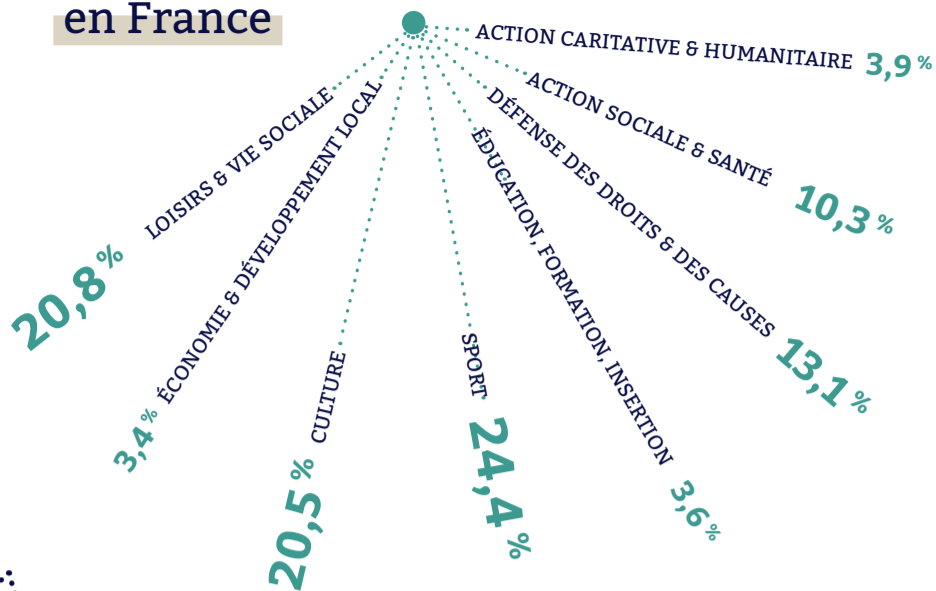 en France
ACTION CARITATIVE & HUMANITAIRE 3,9 %
ACTION SOCIALE & SANTÉ 10,3 %
DÉFENSE DES DROITS & DES CAUSES 13,1 %
ÉDUCATION, FORMATION, INSERTION 3,6 %
SPORT 24,4 %
CULTURE 20,5 %
3,4 % ÉCONOMIE & DÉVELOPPEMENT LOCAL
20,8 % LOISIRS & VIE SOCIALE